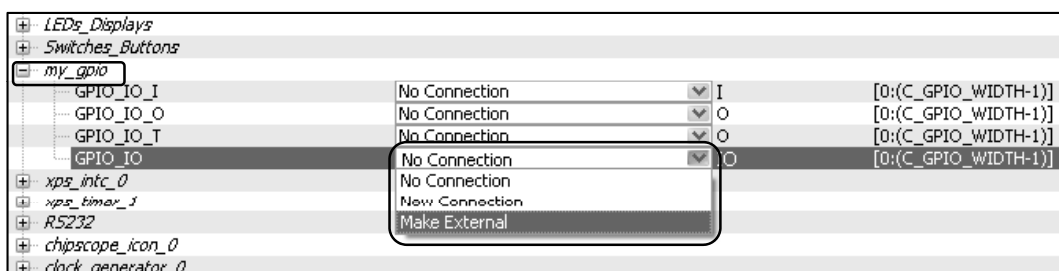 LEDs_Displays
Switches_Buttons
my_gpio
GPIO_IO_I No Connection I [0:(C_GPIO_WIDTH-1)]
GPIO_IO_O No Connection O [0:(C_GPIO_WIDTH-1)]
GPIO_IO_T No Connection O [0:(C_GPIO_WIDTH-1)]
GPIO_IO No Connection IO [0:(C_GPIO_WIDTH-1)]
xps_intc_0 No Connection
xps_timer_1 New Connection
RS232 Make External
chipscope_icon_0
clock_generator_0